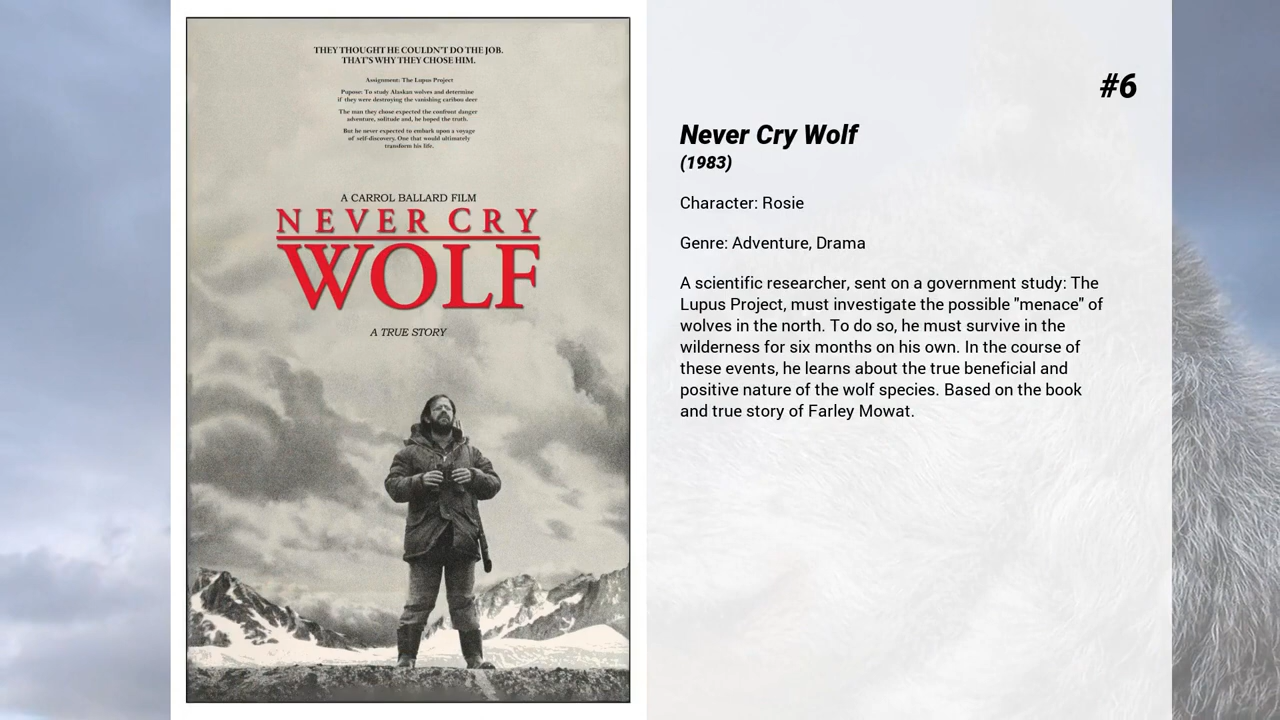 THEY THOUGHT HE COULDN'T DO THE JOB.
THAT'S WHY THEY CHOSE HIM.
Assignment: The Lupus Project
Pupose: To study Alaskan wolves and determine
if they were destroying the vanishing caribou deer
The man they chose expected the confront danger
adventure, solitude and, he hoped the truth.
But he never expected to embark upon a voyage
of self-discovery. One that would ultimately
transform his life.
A CARROL BALLARD FILM
NEVER CRY
WOLF
A TRUE STORY
#6
Never Cry Wolf
(1983)
Character: Rosie
Genre: Adventure, Drama
A scientific researcher, sent on a government study: The
Lupus Project, must investigate the possible "menace" of
wolves in the north. To do so, he must survive in the
wilderness for six months on his own. In the course of
these events, he learns about the true beneficial and
positive nature of the wolf species. Based on the book
and true story of Farley Mowat.